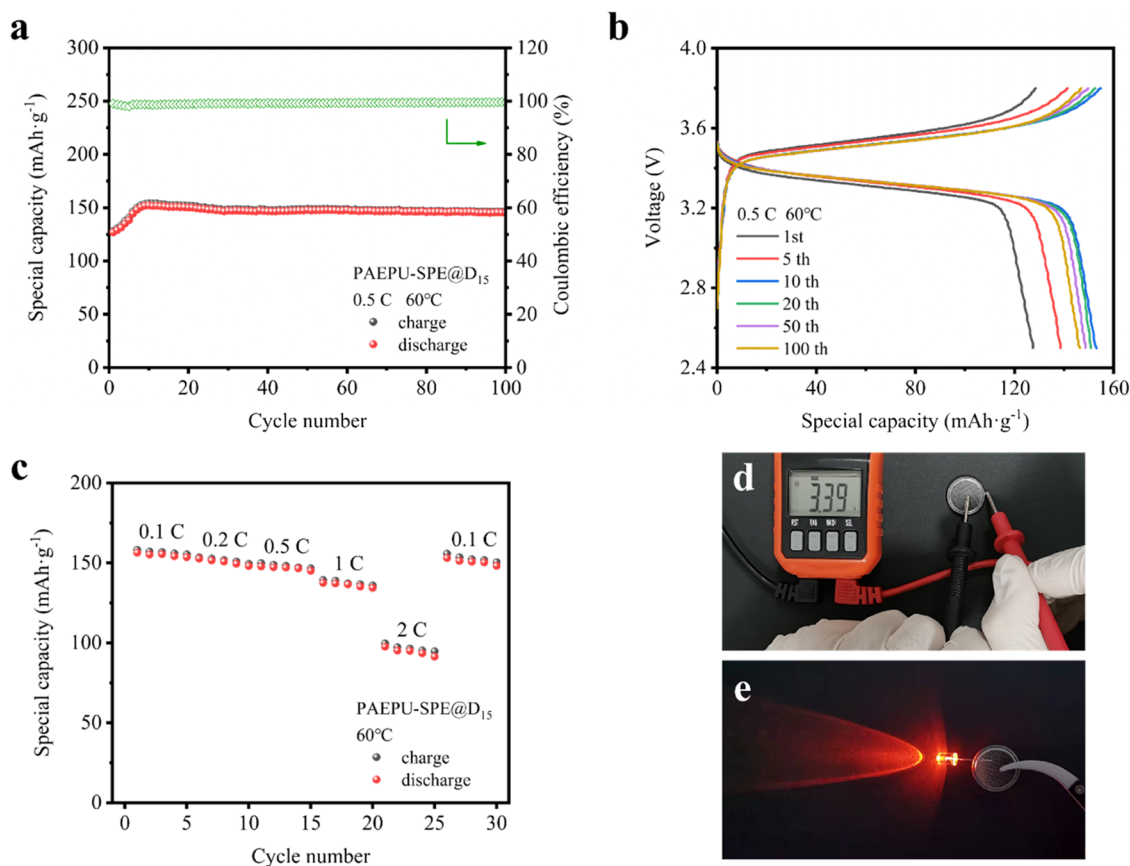 a
300
250
200
150
100
50
0
0
20
40
60
80
100
120
100
80
60
40
20
0
Special capacity (mAh·g⁻¹)
Coulombic efficiency (%)
Cycle number
PAEPU-SPE@D₁₅
0.5 C 60℃
charge
discharge
b
4.0
3.6
3.2
2.8
2.4
0
40
80
120
160
Voltage (V)
Special capacity (mAh·g⁻¹)
0.5 C 60℃
1st
5 th
10 th
20 th
50 th
100 th
c
200
150
100
50
0
0
5
10
15
20
25
30
Special capacity (mAh·g⁻¹)
Cycle number
0.1 C
0.2 C
0.5 C
1 C
2 C
0.1 C
PAEPU-SPE@D₁₅
60℃
charge
discharge
d
3.39
SEL
e